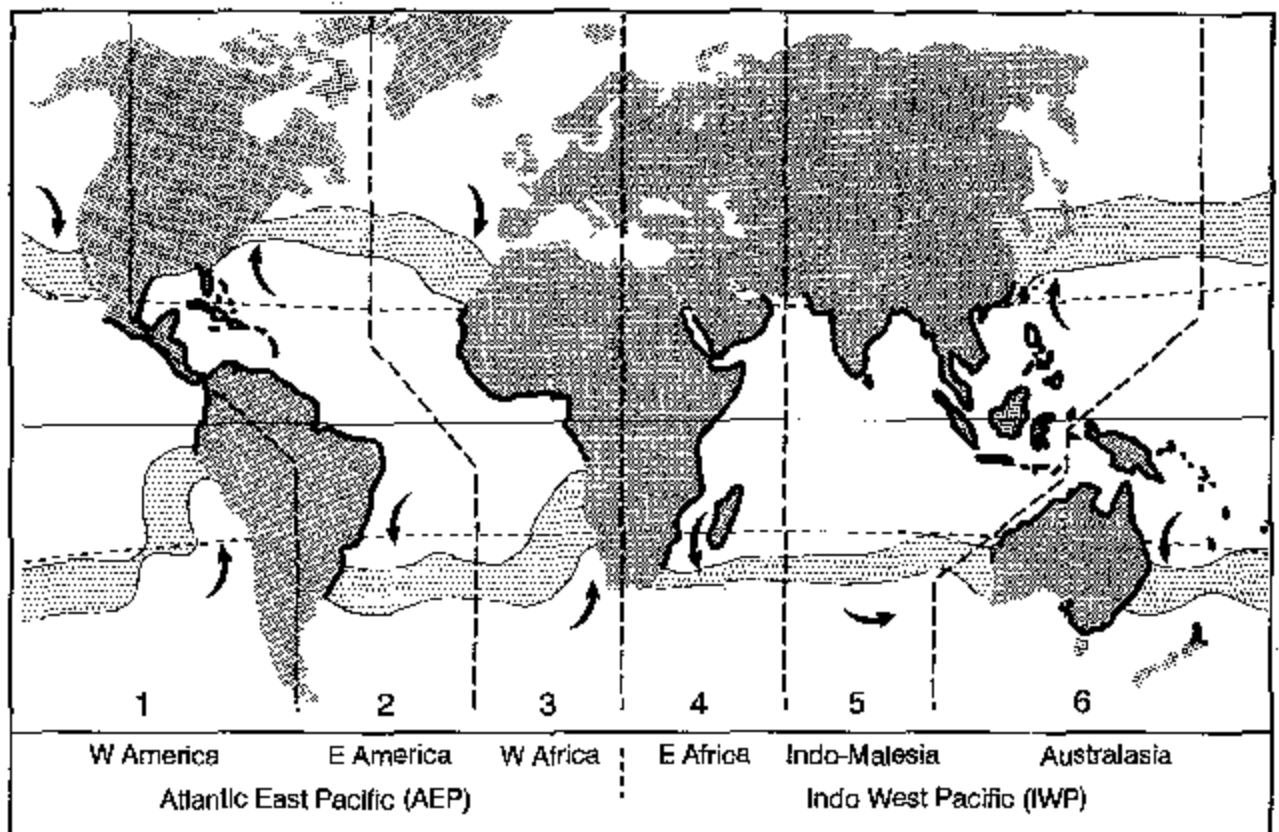 1 2 3 4 5 6
W America E America W Africa E Africa Indo-Malesia Australasia
Atlantic East Pacific (AEP) Indo West Pacific (IWP)